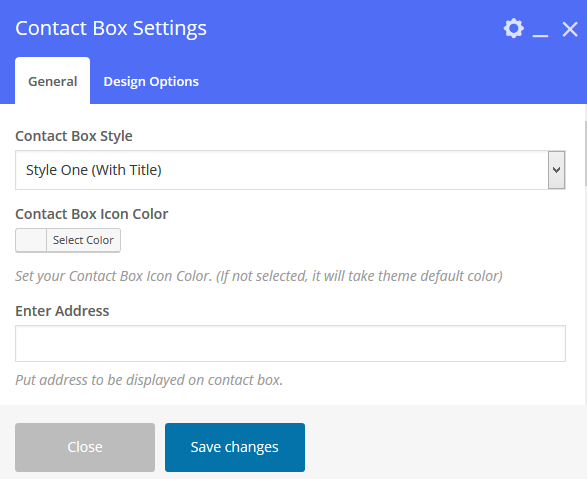 Contact Box Settings
General
Design Options
Contact Box Style
Style One (With Title)
Contact Box Icon Color
Select Color
Set your Contact Box Icon Color. (If not selected, it will take theme default color)
Enter Address
Put address to be displayed on contact box.
Close
Save changes